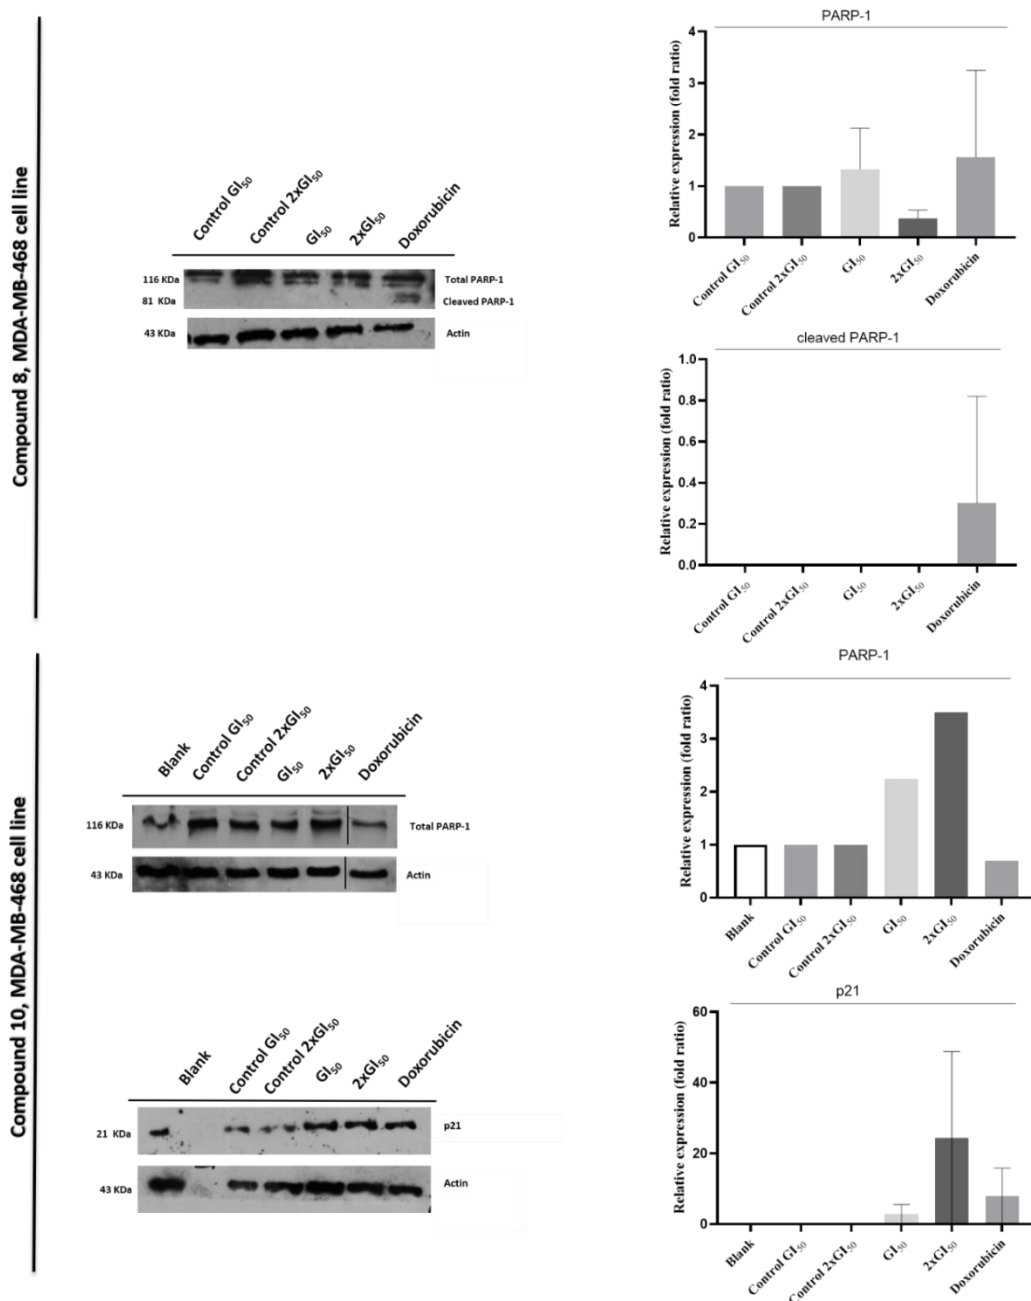 Compound 8, MDA-MB-468 cell line
Control GI₅₀
Control 2xGI₅₀
GI₅₀
2xGI₅₀
Doxorubicin
116 KDa
Total PARP-1
81 KDa
Cleaved PARP-1
43 KDa
Actin
PARP-1
Relative expression (fold ratio)
4
3
2
1
0
Control GI₅₀
Control 2xGI₅₀
GI₅₀
2xGI₅₀
Doxorubicin
cleaved PARP-1
Relative expression (fold ratio)
1.0
0.8
0.6
0.4
0.2
0.0
Control GI₅₀
Control 2xGI₅₀
GI₅₀
2xGI₅₀
Doxorubicin
Compound 10, MDA-MB-468 cell line
Blank
Control GI₅₀
Control 2xGI₅₀
GI₅₀
2xGI₅₀
Doxorubicin
116 KDa
Total PARP-1
43 KDa
Actin
PARP-1
Relative expression (fold ratio)
4
3
2
1
0
Blank
Control GI₅₀
Control 2xGI₅₀
GI₅₀
2xGI₅₀
Doxorubicin
Blank
Control GI₅₀
Control 2xGI₅₀
GI₅₀
2xGI₅₀
Doxorubicin
21 KDa
p21
43 KDa
Actin
p21
Relative expression (fold ratio)
60
40
20
0
Blank
Control GI₅₀
Control 2xGI₅₀
GI₅₀
2xGI₅₀
Doxorubicin